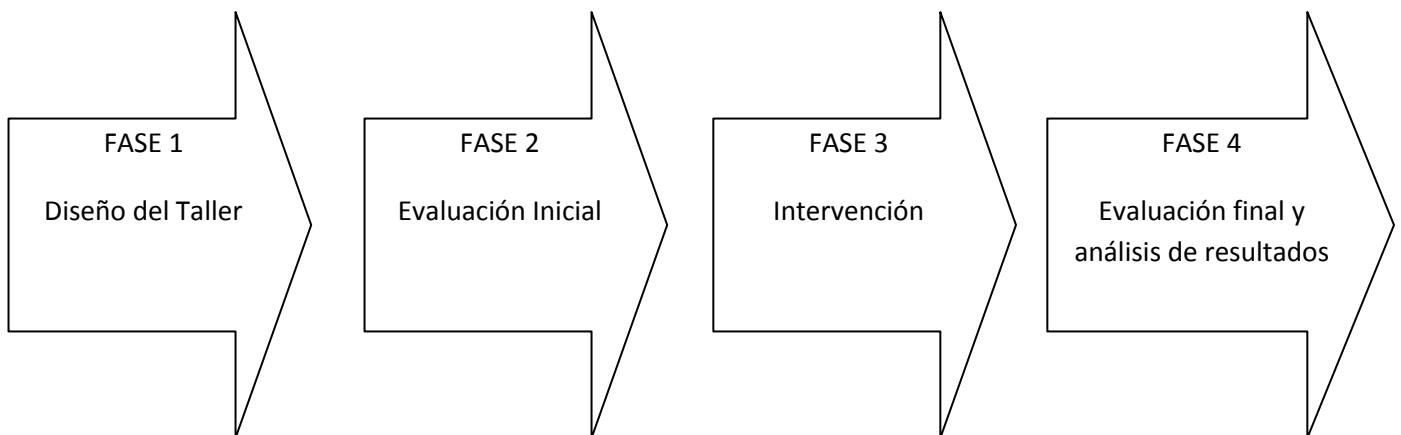 FASE 1
Diseño del Taller
FASE 2
Evaluación Inicial
FASE 3
Intervención
FASE 4
Evaluación final y
análisis de resultados